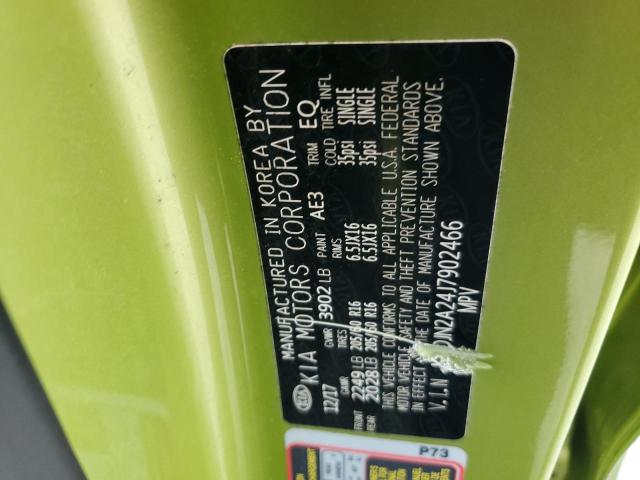 MANUFACTURED IN KOREA BY
KIA KIA MOTORS CORPORATION
12/17 GVWR 3902 LB PAINT AE3 TRIM EQ
GAWR TIRES RIMS COLD TIRE INFL
FRONT 2249 LB 205/60 R16 6.5JX16 35psi SINGLE
REAR 2028 LB 205/60 R16 6.5JX16 35psi SINGLE
THIS VEHICLE CONFORMS TO ALL APPLICABLE U.S.A. FEDERAL
MOTOR VEHICLE SAFETY AND THEFT PREVENTION STANDARDS
IN EFFECT THE DATE OF MANUFACTURE SHOWN ABOVE.
V.I.N JN2A24J7902466
MPV
P73